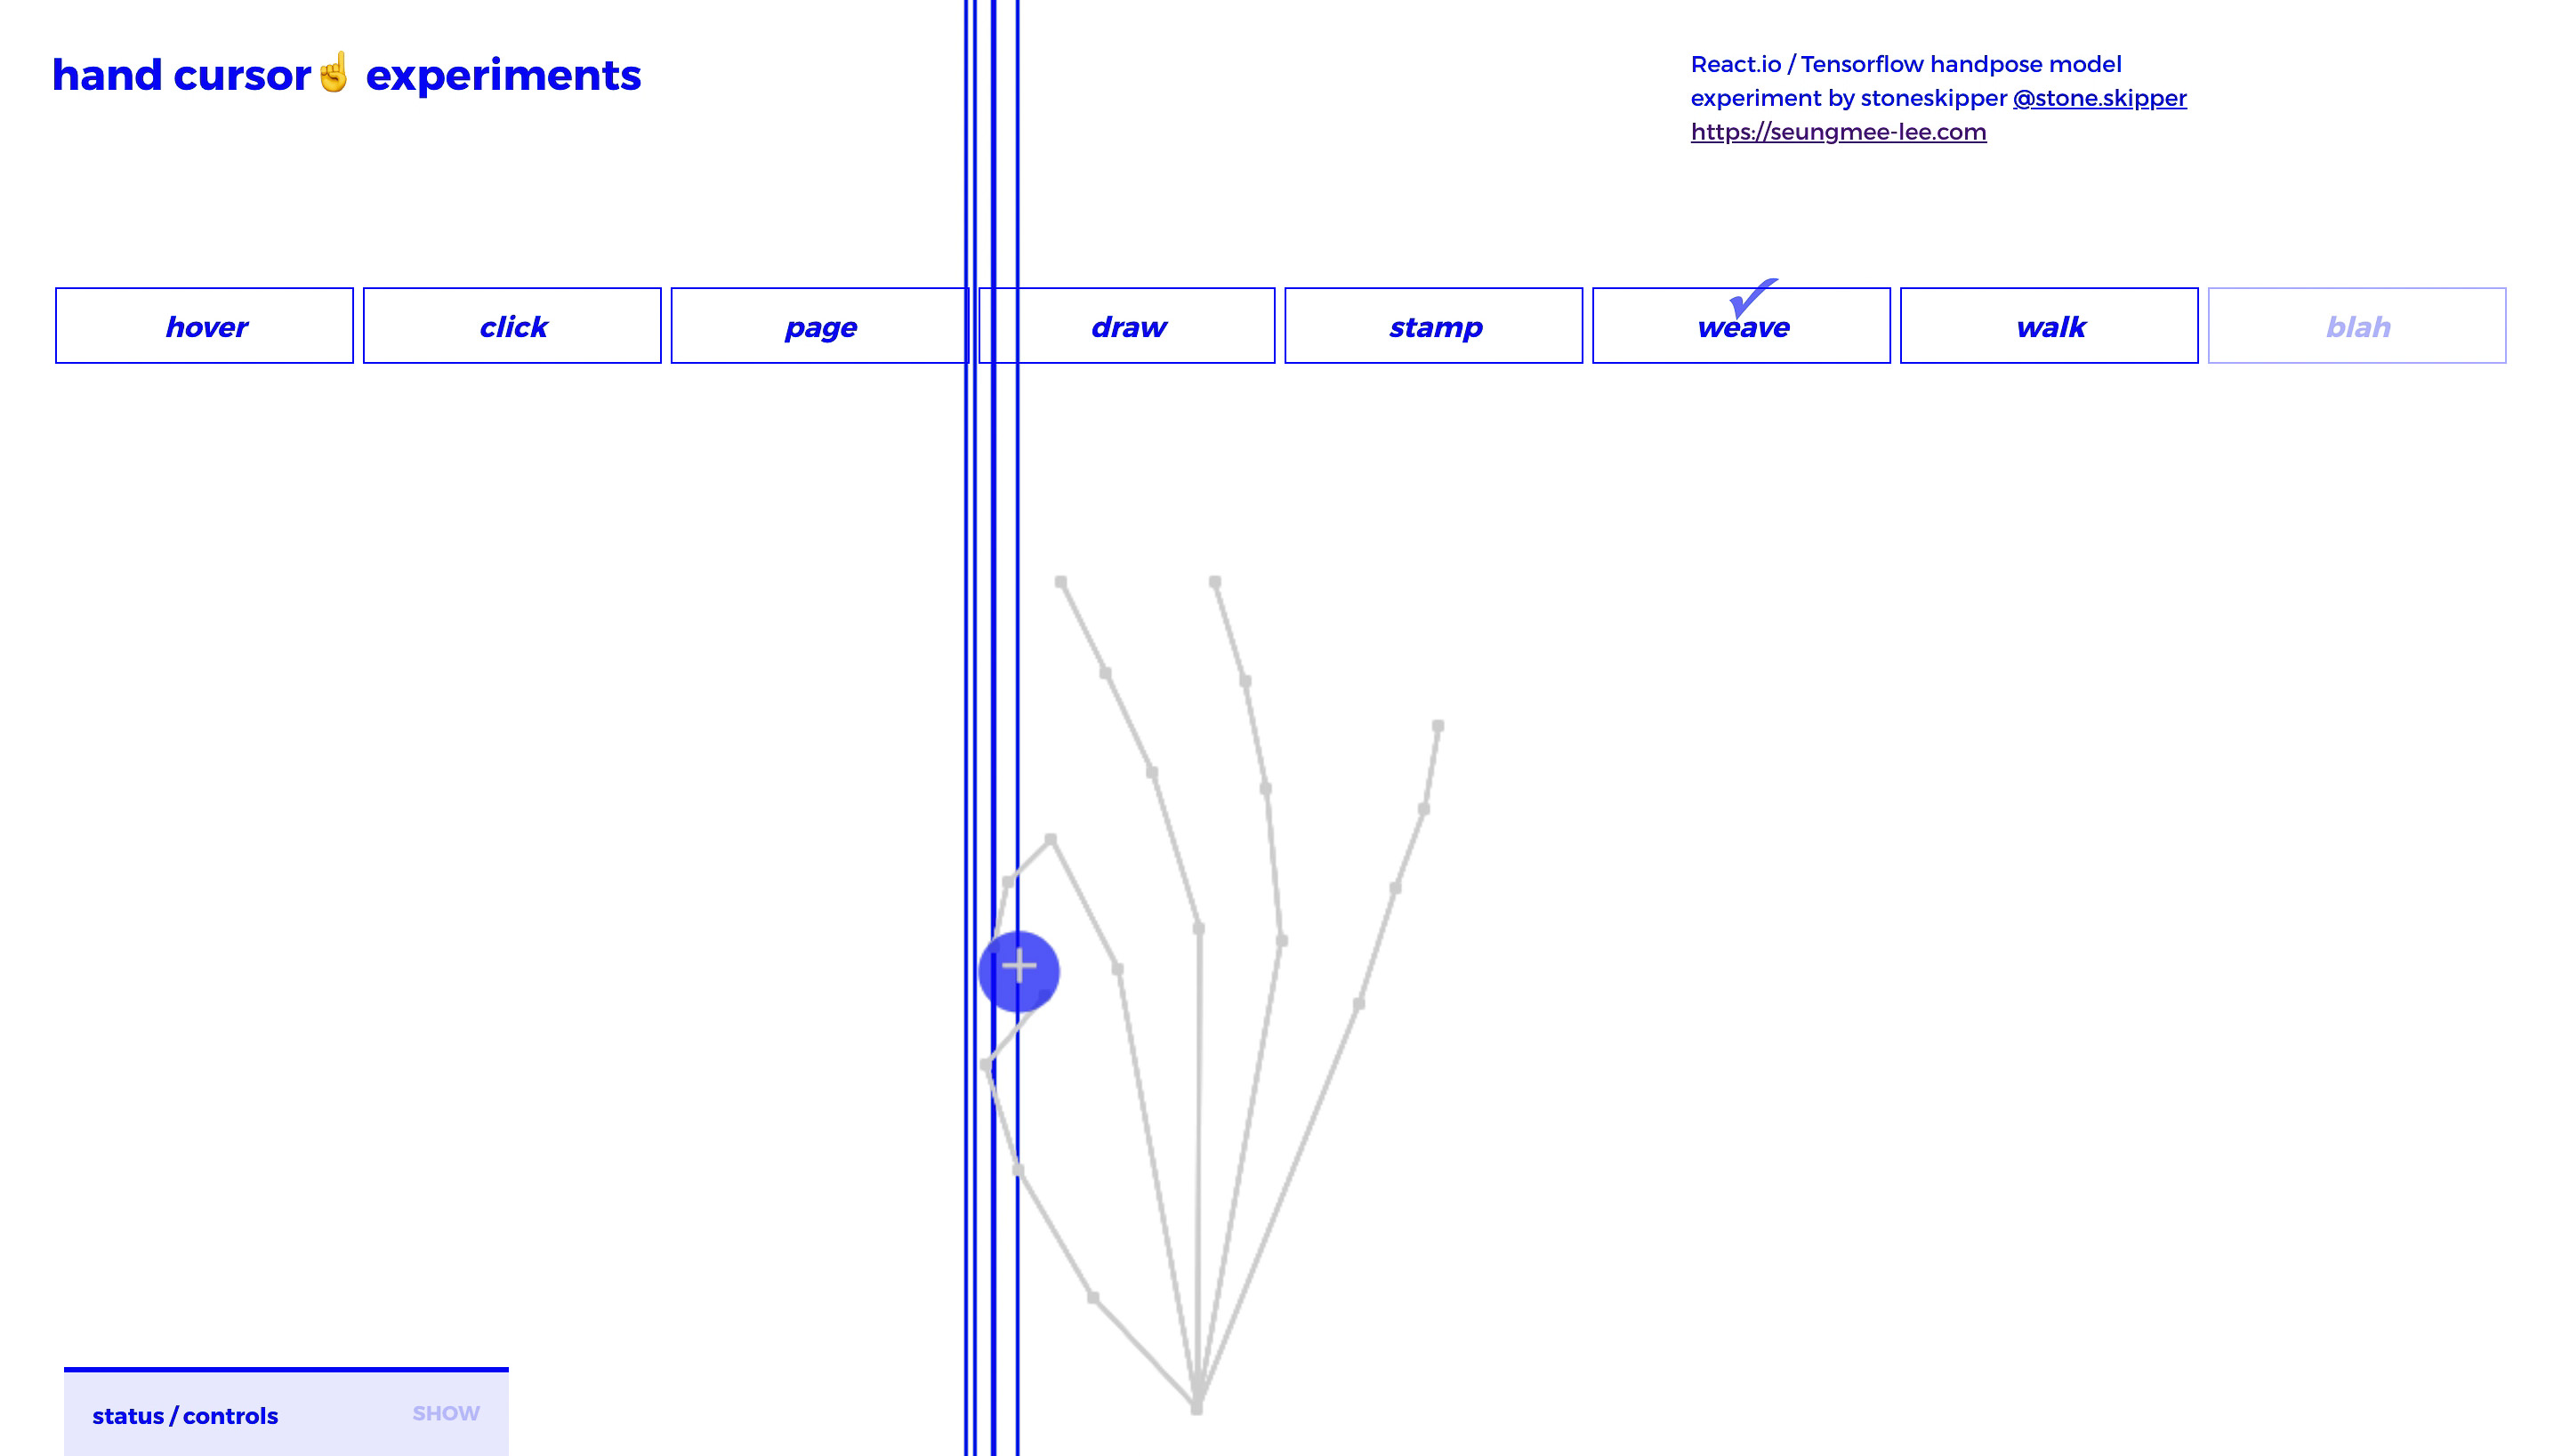 hand cursor☝️ experiments
React.io / Tensorflow handpose model
experiment by stoneskipper @stone.skipper
https://seungmee-lee.com
hover
click
page
draw
stamp
weave
walk
blah
status / controls
SHOW